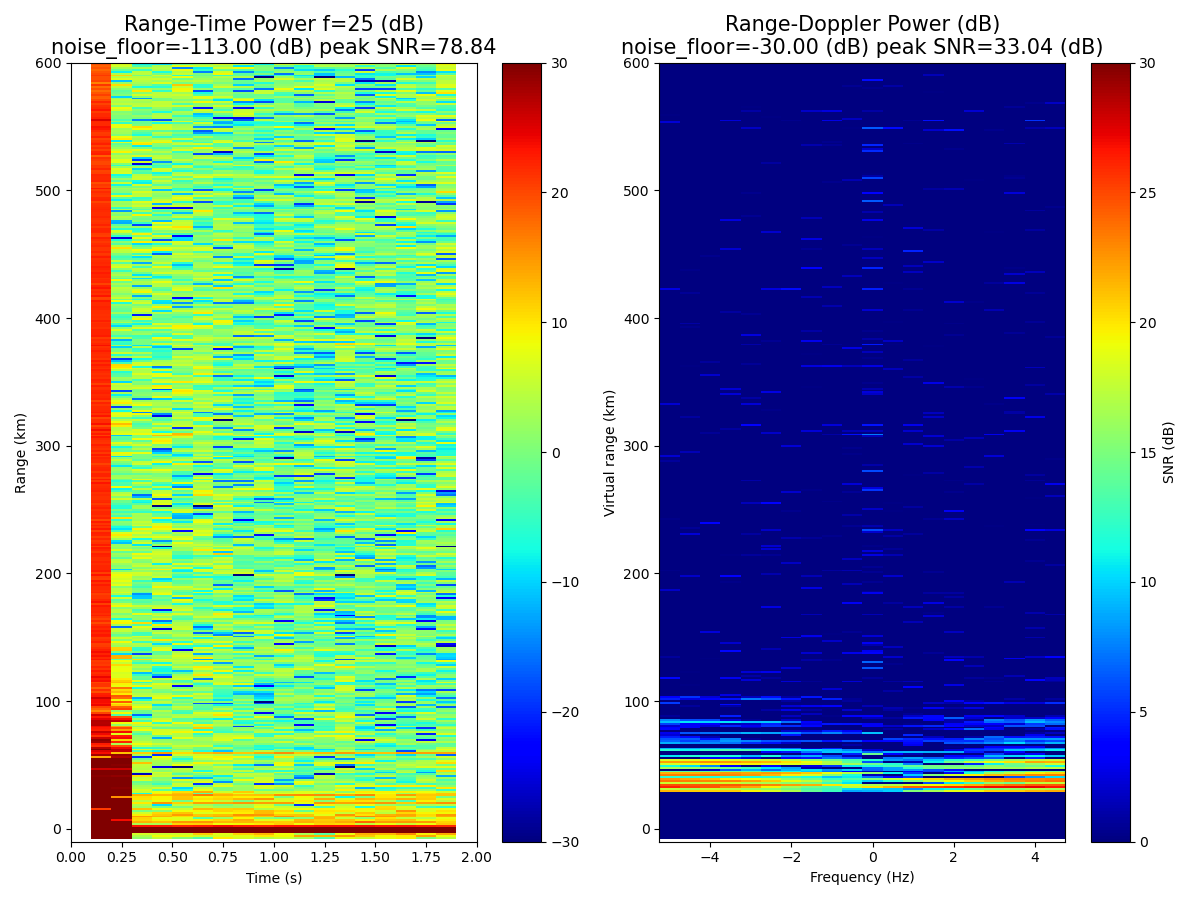 Range-Time Power f=25 (dB)
noise_floor=-113.00 (dB) peak SNR=78.84
Range-Doppler Power (dB)
noise_floor=-30.00 (dB) peak SNR=33.04 (dB)
600
500
400
300
200
100
0
Range (km)
0.00 0.25 0.50 0.75 1.00 1.25 1.50 1.75 2.00
Time (s)
30
20
10
0
−10
−20
−30
600
500
400
300
200
100
0
Virtual range (km)
−4 −2 0 2 4
Frequency (Hz)
30
25
20
15
10
5
0
SNR (dB)